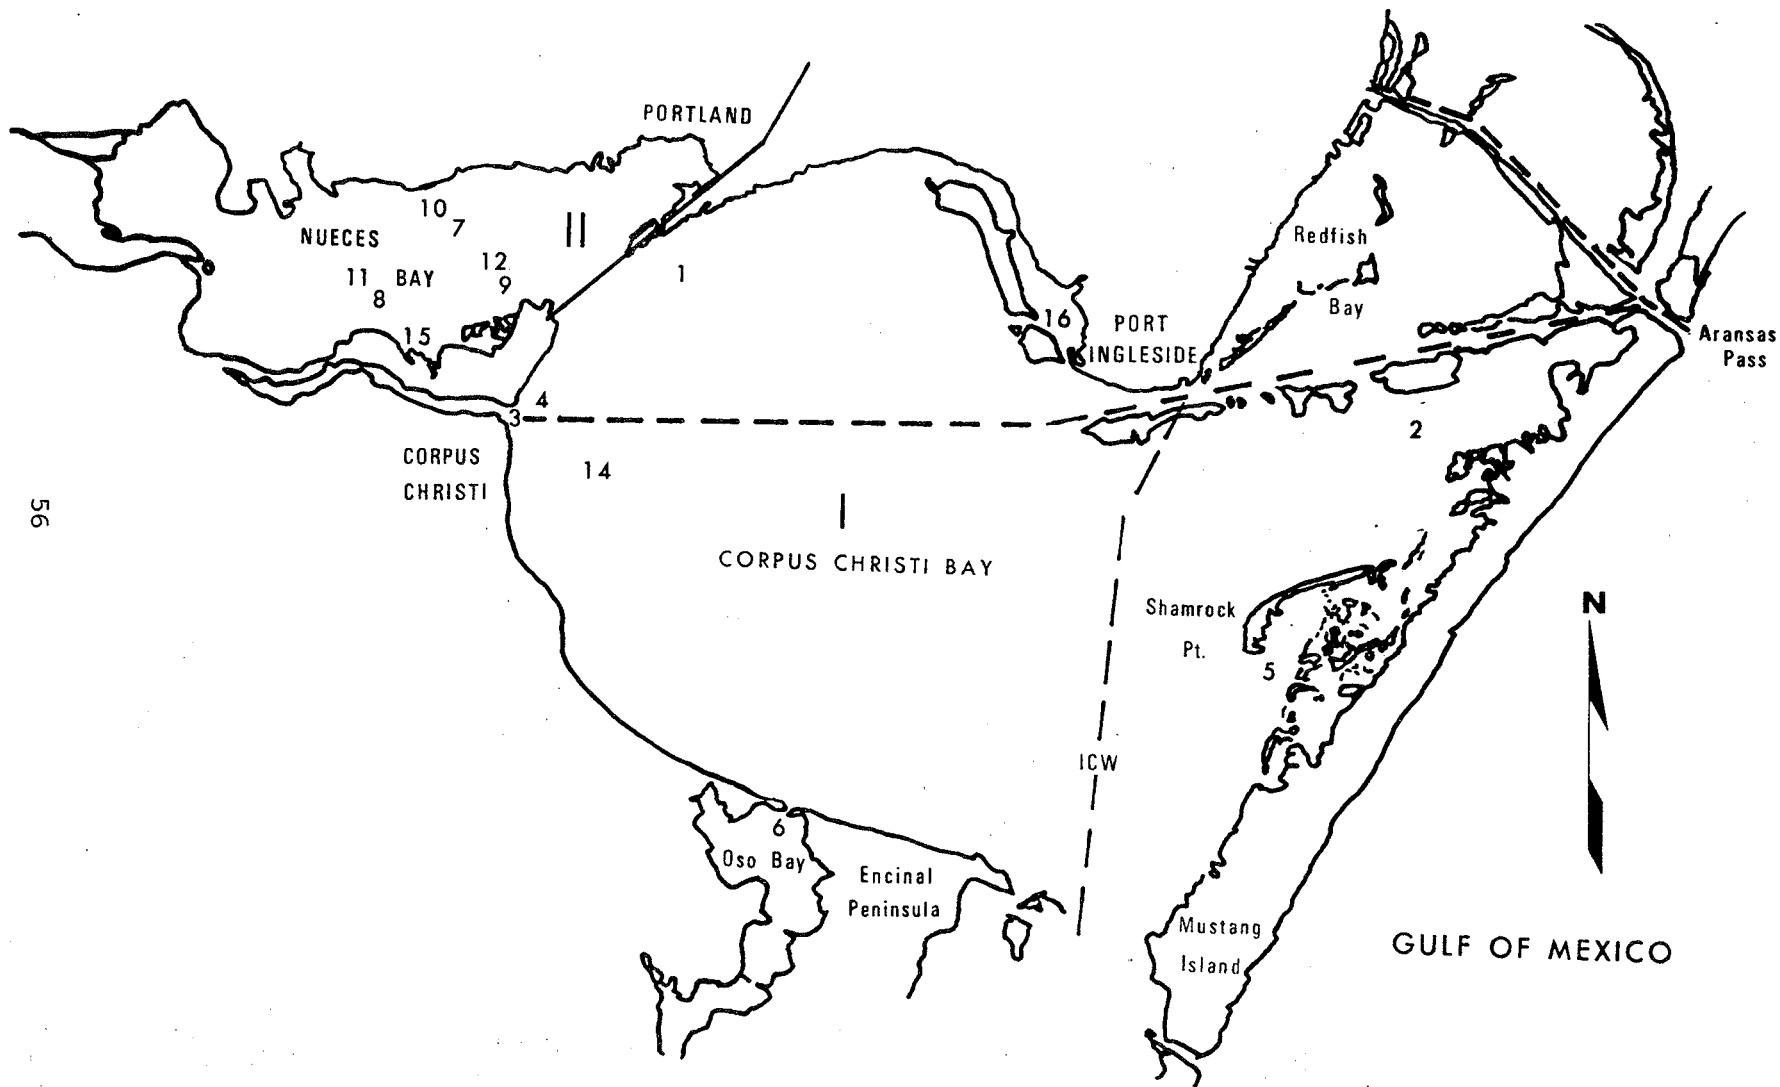 PORTLAND
10
7
NUECES
II
Redfish
12
11 BAY
9
8
1
Bay
15
16
PORT
INGLESIDE
Aransas
Pass
4
3
2
CORPUS
CHRISTI
14
I
56
CORPUS CHRISTI BAY
Shamrock
Pt.
5
N
ICW
6
Oso Bay
Encinal
Peninsula
Mustang
Island
GULF OF MEXICO